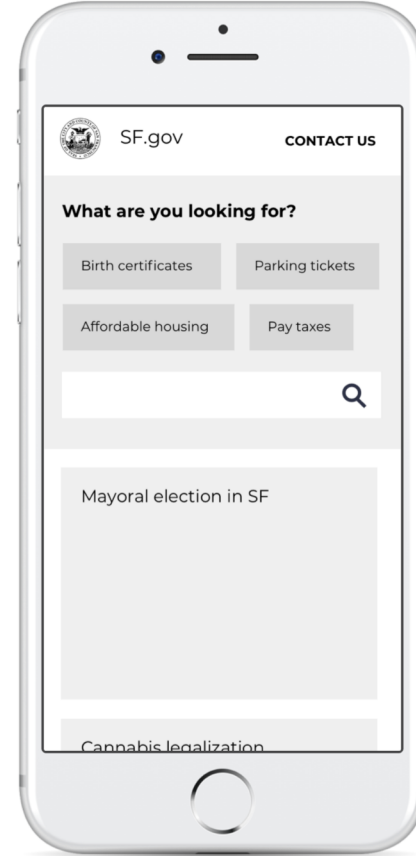 SF.gov
CONTACT US
What are you looking for?
Birth certificates
Parking tickets
Affordable housing
Pay taxes
Mayoral election in SF
Cannabis legalization